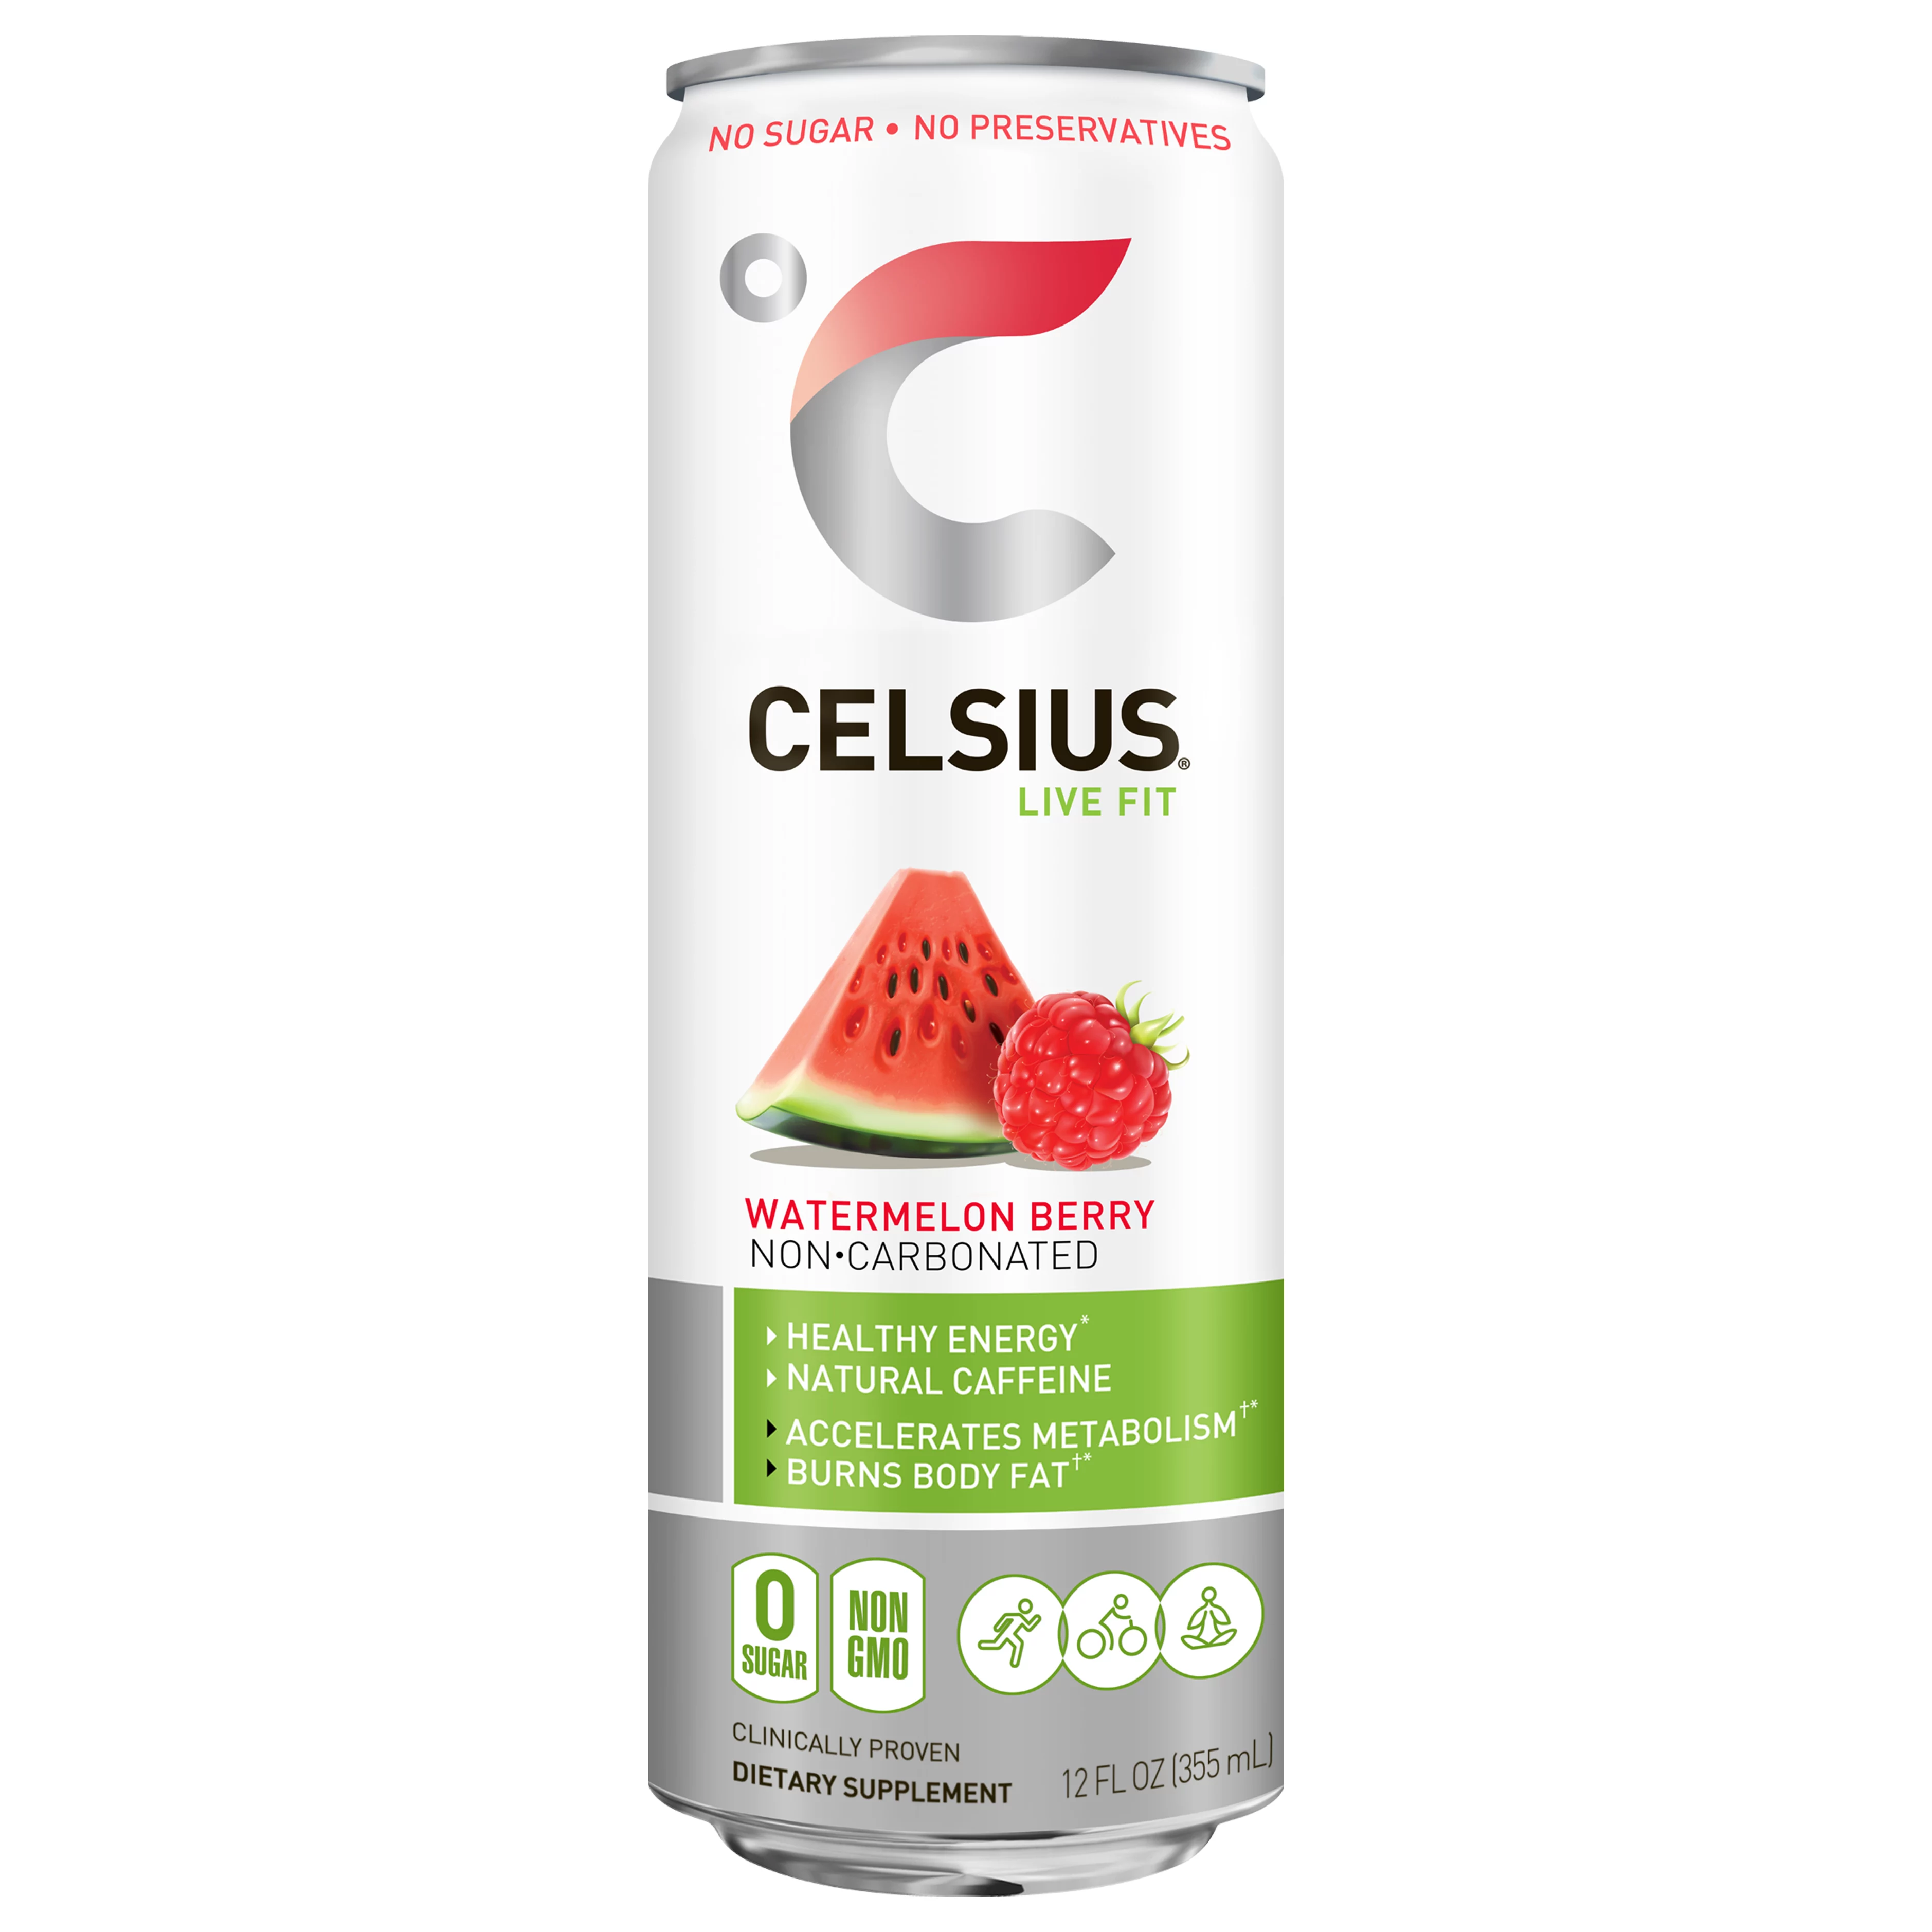 NO SUGAR • NO PRESERVATIVES
CELSIUS®
LIVE FIT
WATERMELON BERRY
NON•CARBONATED
HEALTHY ENERGY*
NATURAL CAFFEINE
ACCELERATES METABOLISM†*
BURNS BODY FAT†*
0
SUGAR
NON
GMO
CLINICALLY PROVEN
DIETARY SUPPLEMENT
12 FL OZ (355 mL)